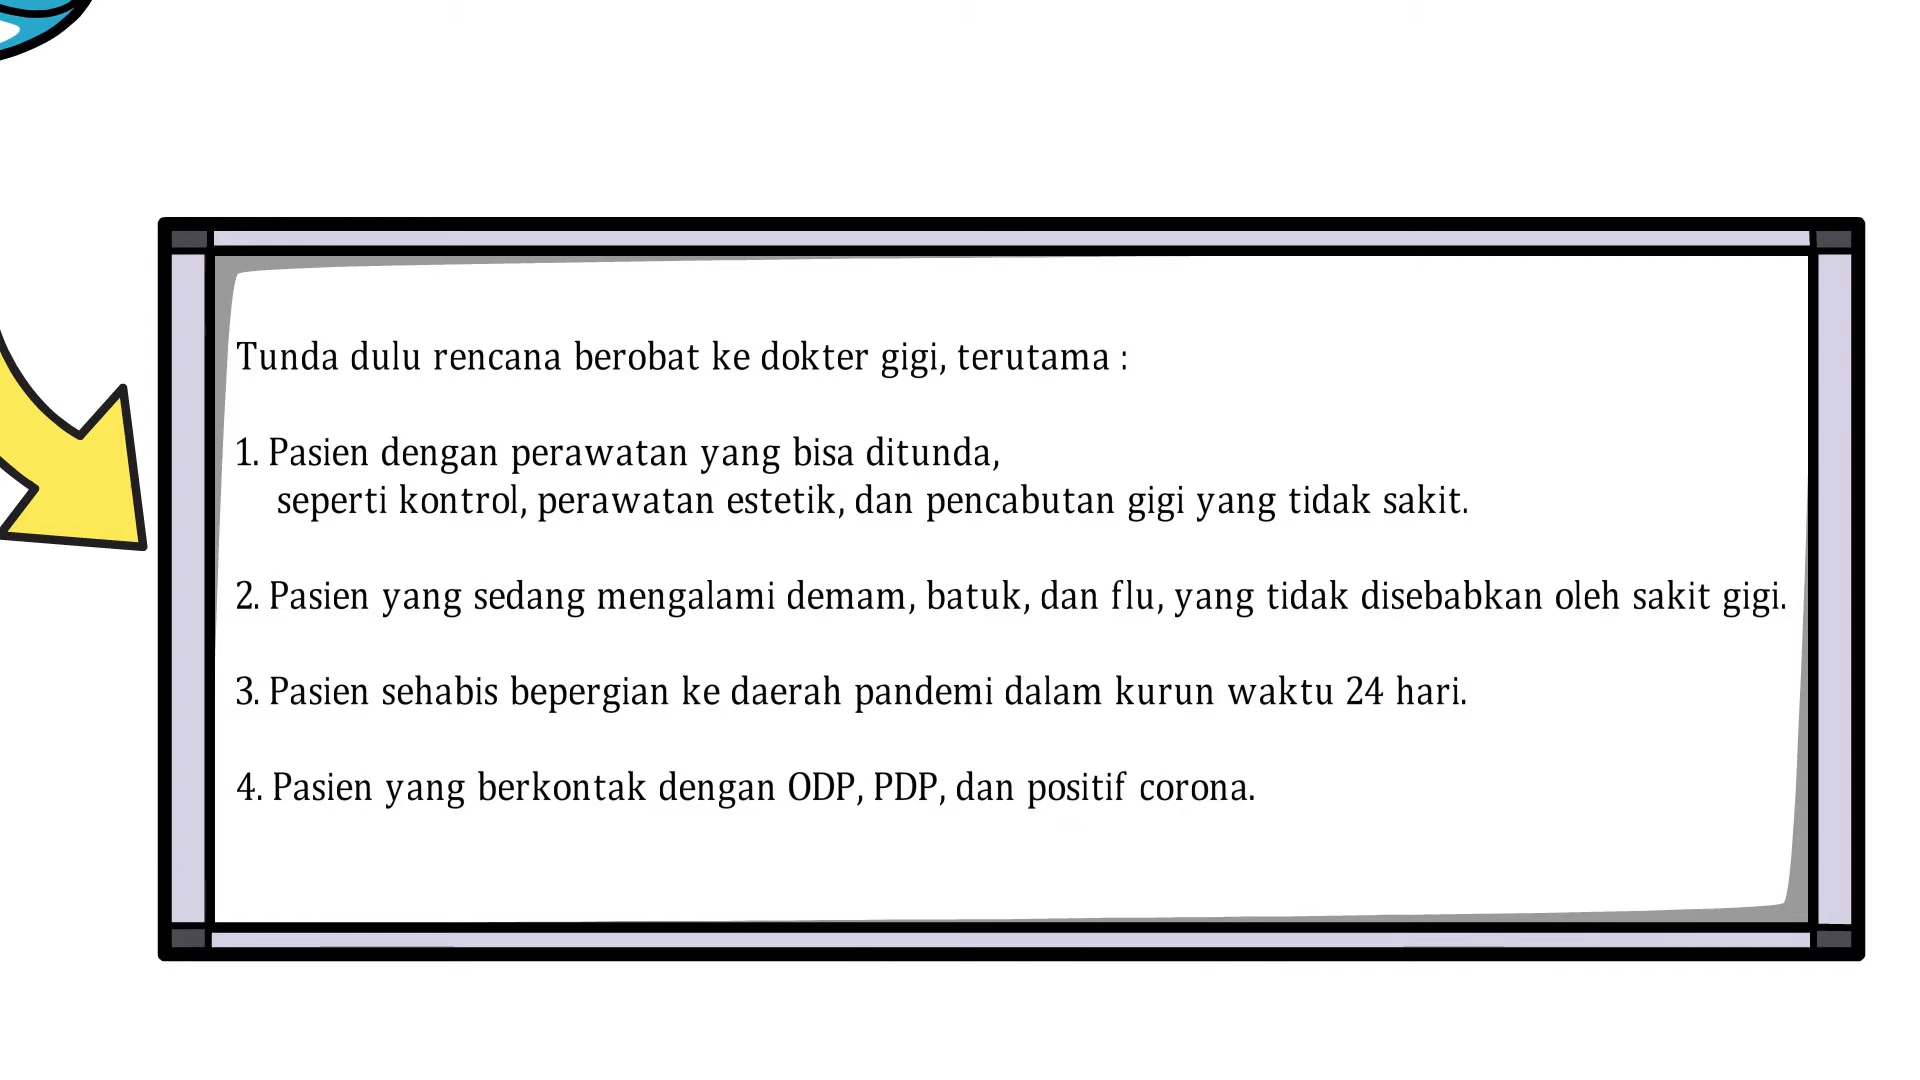 Tunda dulu rencana berobat ke dokter gigi, terutama :
1. Pasien dengan perawatan yang bisa ditunda,
seperti kontrol, perawatan estetik, dan pencabutan gigi yang tidak sakit.
2. Pasien yang sedang mengalami demam, batuk, dan flu, yang tidak disebabkan oleh sakit gigi.
3. Pasien sehabis bepergian ke daerah pandemi dalam kurun waktu 24 hari.
4. Pasien yang berkontak dengan ODP, PDP, dan positif corona.